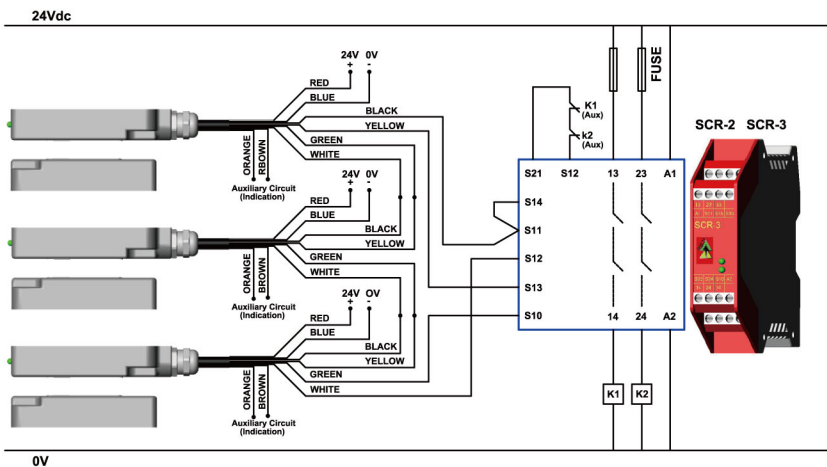 24Vdc
24V 0V
+ -
RED
BLUE
BLACK
YELLOW
GREEN
WHITE
ORANGE
RBOWN
Auxiliary Circuit
(Indication)
24V 0V
+ -
RED
BLUE
BLACK
YELLOW
GREEN
WHITE
ORANGE
BROWN
Auxiliary Circuit
(Indication)
24V OV
+ -
RED
BLUE
BLACK
YELLOW
GREEN
WHITE
ORANGE
BROWN
Auxiliary Circuit
(Indication)
K1
(Aux)
k2
(Aux)
FUSE
SCR-2 SCR-3
S21 S12 13 23 A1
S14
S11
S12
S13
S10
14 24 A2
K1 K2
SCR-3
0V